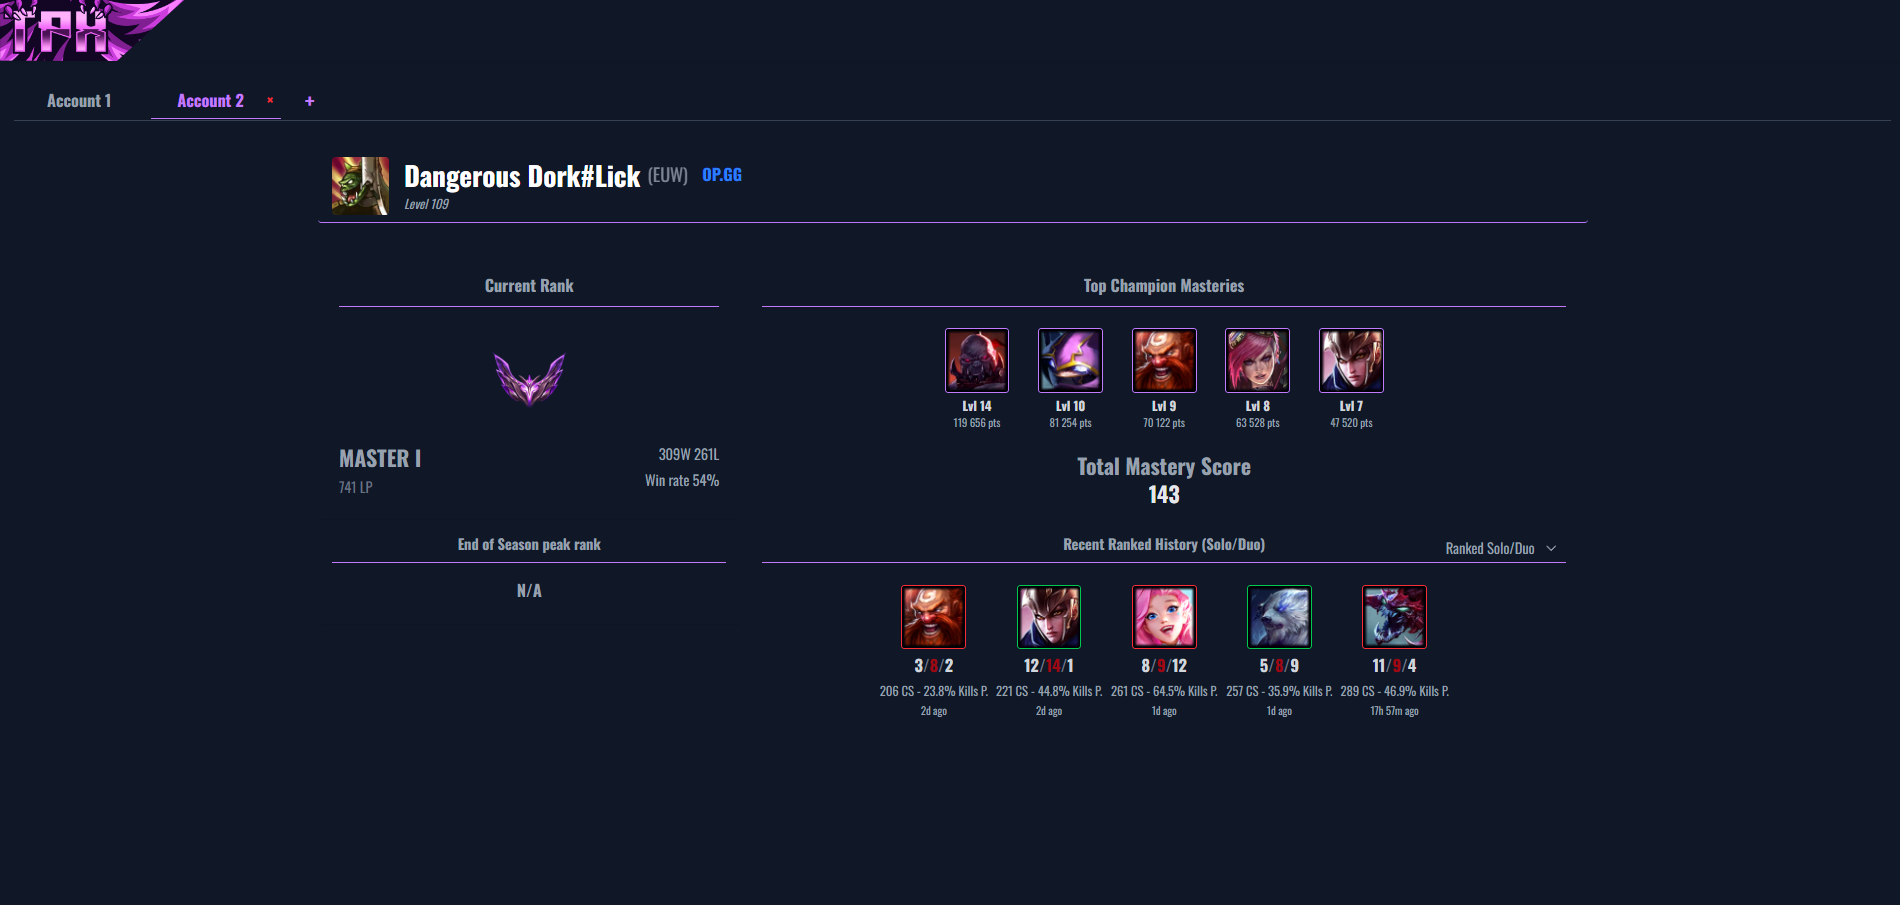 TPH
Account 1
Account 2
×
+
Dangerous Dork#Lick (EUW) OP.GG
Level 109
Current Rank
MASTER I
741 LP
309W 261L
Win rate 54%
Top Champion Masteries
Lvl 14
119 656 pts
Lvl 10
81 254 pts
Lvl 9
70 122 pts
Lvl 8
63 528 pts
Lvl 7
47 520 pts
Total Mastery Score
143
End of Season peak rank
N/A
Recent Ranked History (Solo/Duo)
Ranked Solo/Duo
3/8/2
206 CS - 23.8% Kills P.
2d ago
12/14/1
221 CS - 44.8% Kills P.
2d ago
8/9/12
261 CS - 64.5% Kills P.
1d ago
5/8/9
257 CS - 35.9% Kills P.
1d ago
11/9/4
289 CS - 46.9% Kills P.
17h 57m ago